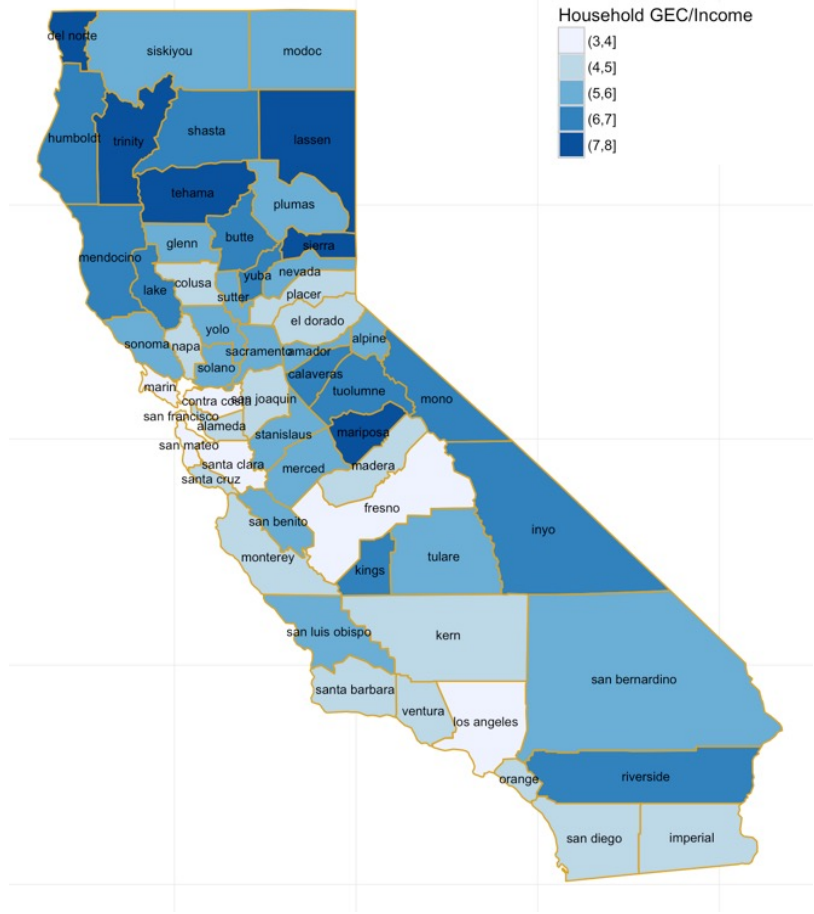 Household GEC/Income
(3,4]
(4,5]
(5,6]
(6,7]
(7,8]
del norte
siskiyou
modoc
humboldt
trinity
shasta
lassen
tehama
plumas
mendocino
glenn
butte
sierra
lake
colusa
sutter
yuba
nevada
placer
el dorado
sonoma
napa
yolo
solano
sacramento
amador
alpine
marin
contra costa
san joaquin
calaveras
tuolumne
mono
san francisco
alameda
stanislaus
mariposa
san mateo
santa clara
merced
madera
santa cruz
fresno
san benito
monterey
kings
tulare
inyo
san luis obispo
kern
santa barbara
ventura
los angeles
san bernardino
orange
riverside
san diego
imperial